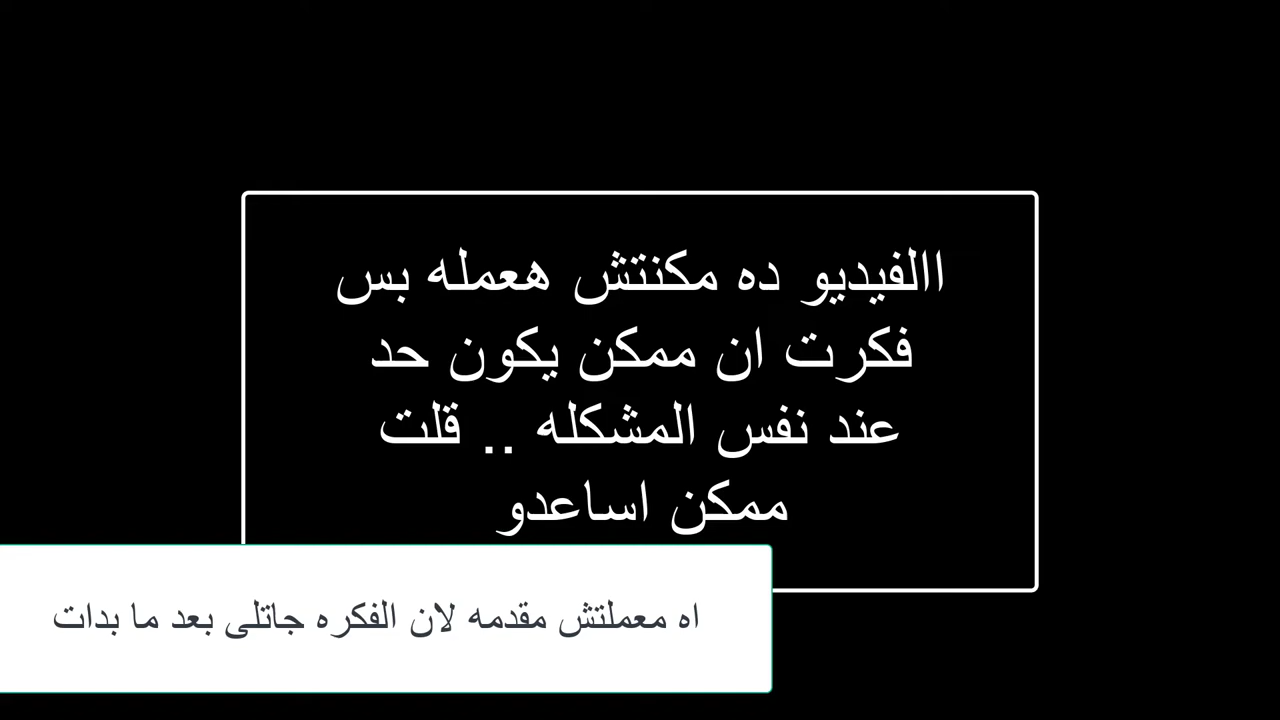 االفيديو ده مكنتش هعمله بس
فكرت ان ممكن يكون حد
عند نفس المشكله .. قلت
ممكن اساعدو
اه معملتش مقدمه لان الفكره جاتلى بعد ما بدات